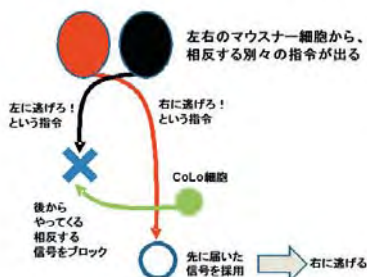 左右のマウスナー細胞から、
相反する別々の指令が出る
左に逃げろ！
という指令
右に逃げろ！
という指令
CoLo細胞
後から
やってくる
相反する
信号をブロック
先に届いた
信号を採用
右に逃げる